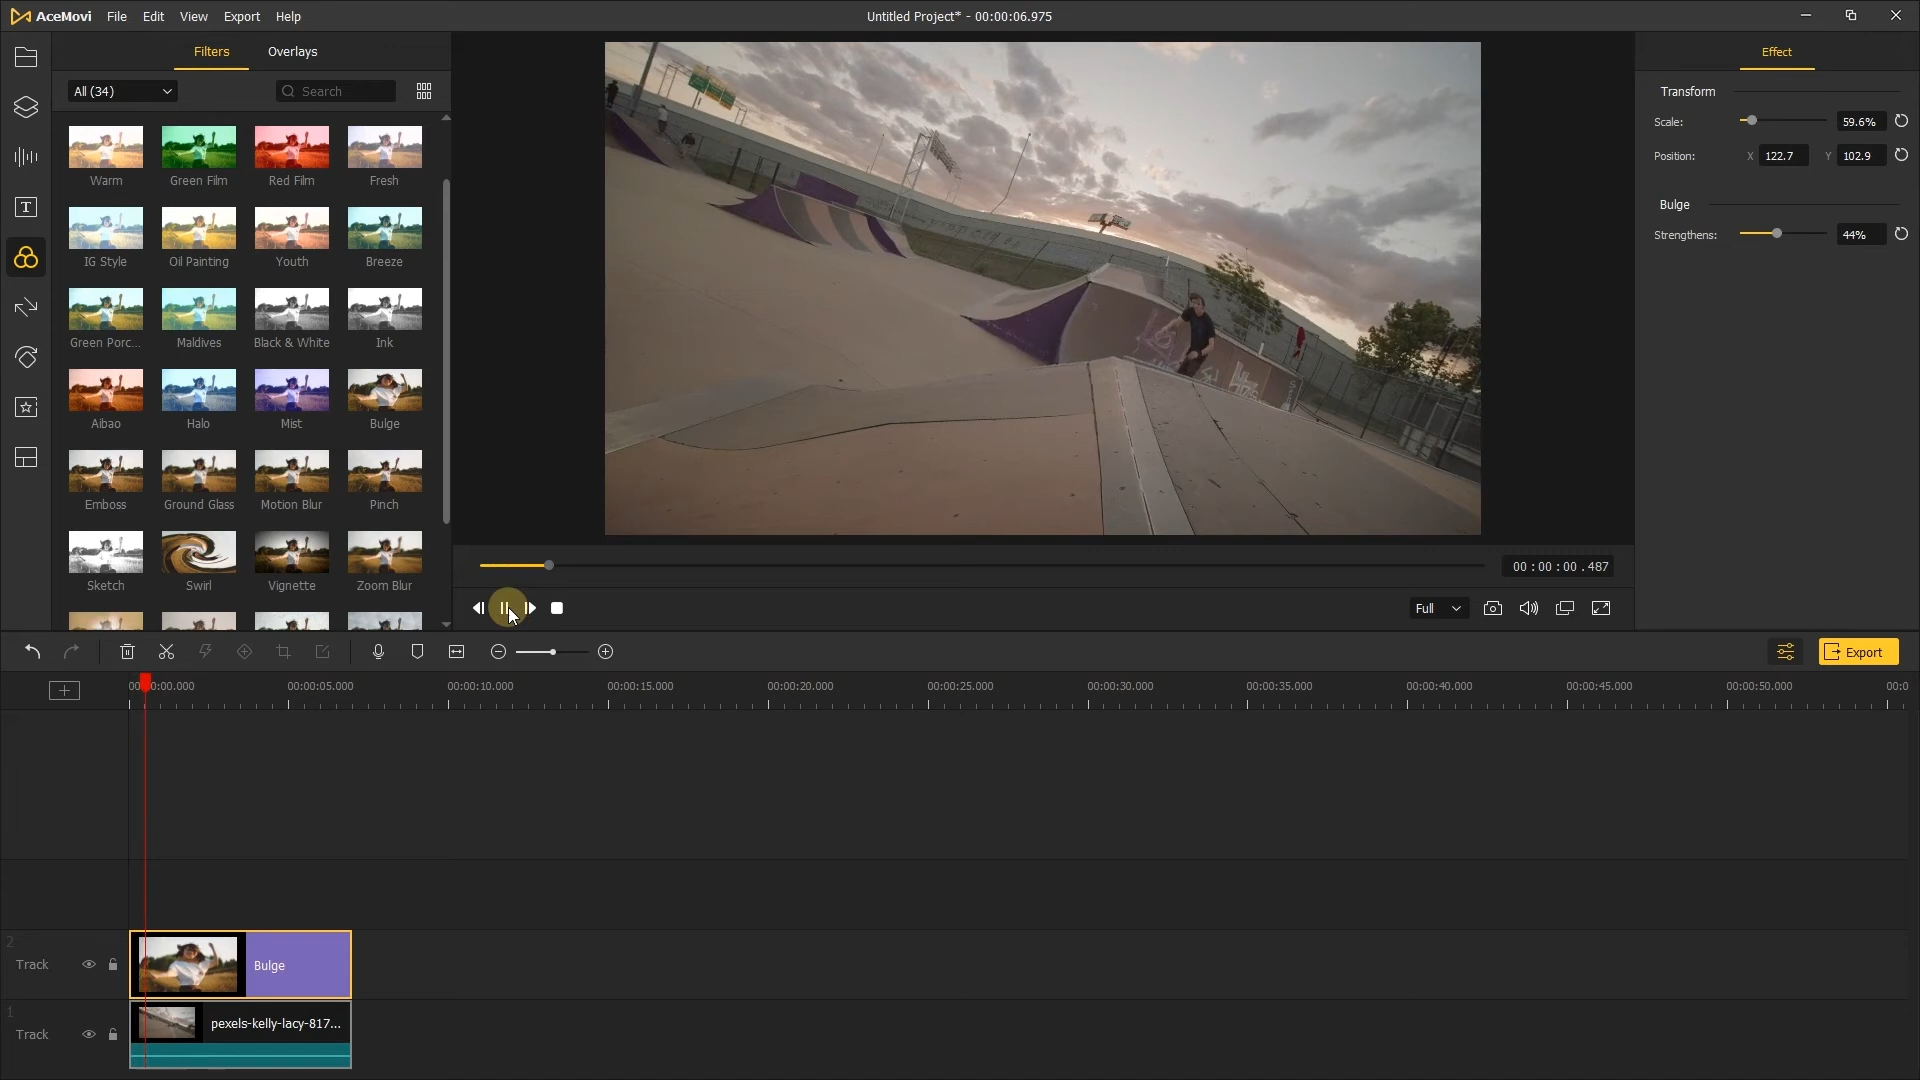 AceMovi File Edit View Export Help Untitled Project* - 00:00:06.975
Filters Overlays Effect
All (34) Search Transform
Scale: 59.6%
Position: X 122.7 Y 102.9
Warm Green Film Red Film Fresh
Bulge
Strengthens: 44%
IG Style Oil Painting Youth Breeze
Green Porc... Maldives Black & White Ink
Aibao Halo Mist Bulge
Emboss Ground Glass Motion Blur Pinch
Sketch Swirl Vignette Zoom Blur
00 : 00 : 00 .487
Full
Export
00:00:05.000 00:00:10.000 00:00:15.000 00:00:20.000 00:00:25.000 00:00:30.000 00:00:35.000 00:00:40.000 00:00:45.000 00:00:50.000 00:0
2
Track Bulge
1
Track pexels-kelly-lacy-817...